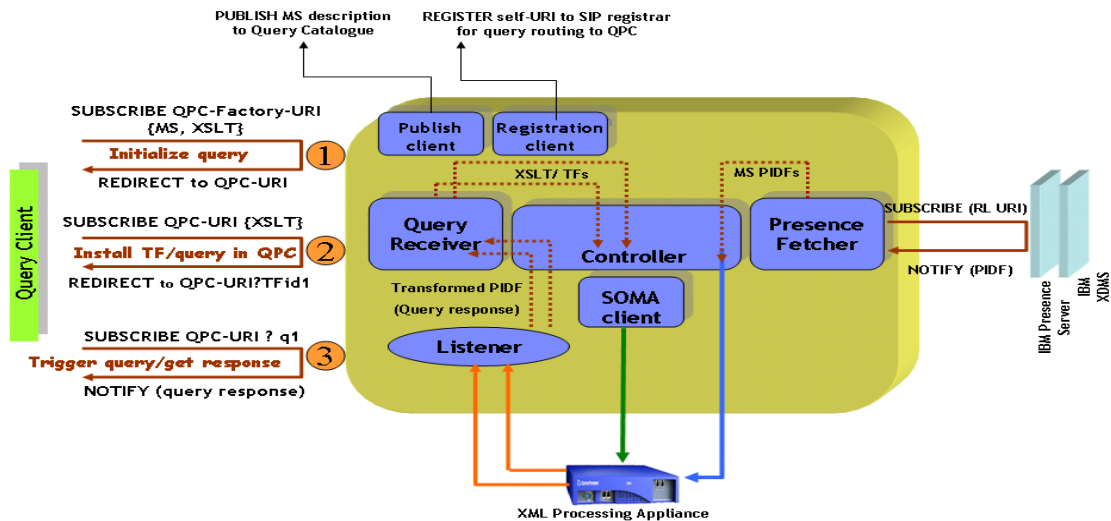 PUBLISH MS description
to Query Catalogue
REGISTER self-URI to SIP registrar
for query routing to QPC
SUBSCRIBE QPC-Factory-URI
{MS, XSLT}
Initialize query
1
REDIRECT to QPC-URI
Publish
client
Registration
client
XSLT/ TFs
MS PIDFs
Query Client
SUBSCRIBE QPC-URI {XSLT}
Install TF/query in QPC
2
REDIRECT to QPC-URI?TFid1
Query
Receiver
Controller
Presence
Fetcher
SUBSCRIBE (RL URI)
NOTIFY (PIDF)
Transformed PIDF
(Query response)
SOMA
client
IBM Presence
Server
IBM
XDMS
SUBSCRIBE QPC-URI ? q1
Trigger query/get response
3
NOTIFY (query response)
Listener
XML Processing Appliance